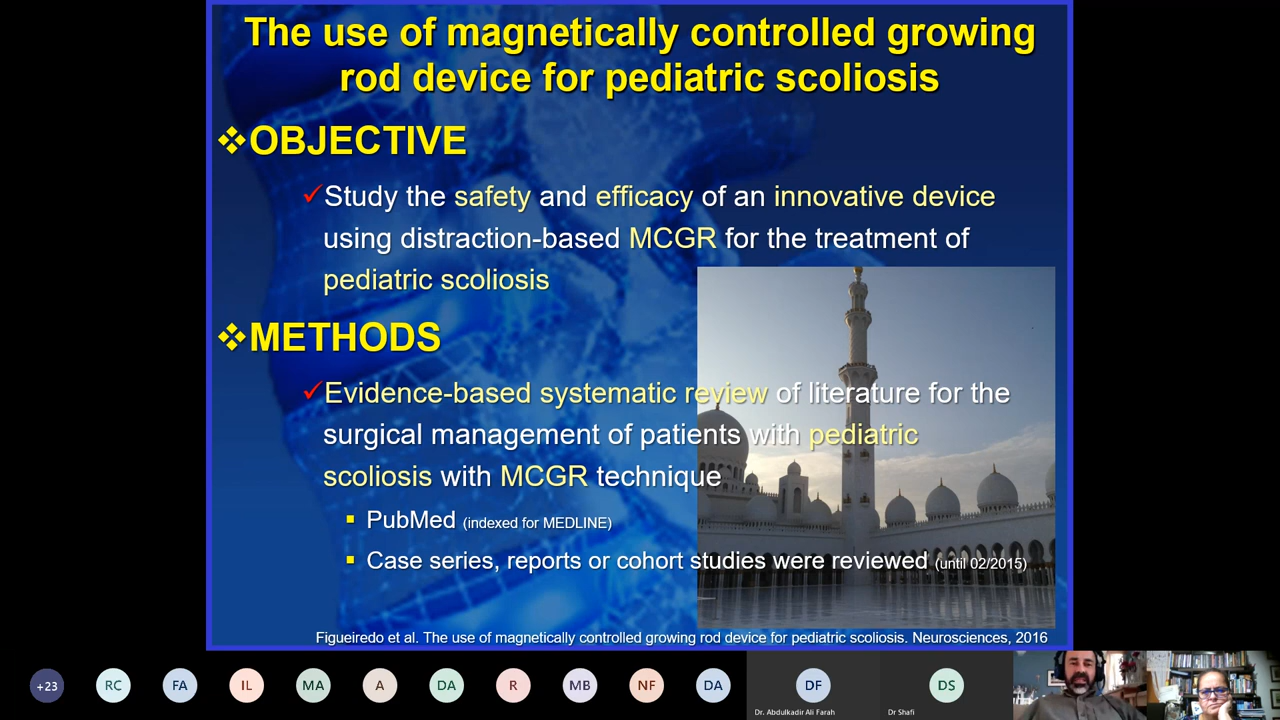 The use of magnetically controlled growing
rod device for pediatric scoliosis
❖OBJECTIVE
✓Study the safety and efficacy of an innovative device
using distraction-based MCGR for the treatment of
pediatric scoliosis
❖METHODS
✓Evidence-based systematic review of literature for the
surgical management of patients with pediatric
scoliosis with MCGR technique
▪ PubMed (indexed for MEDLINE)
▪ Case series, reports or cohort studies were reviewed (until 02/2015)
Figueiredo et al. The use of magnetically controlled growing rod device for pediatric scoliosis. Neurosciences, 2016
+23 RC FA IL MA A DA R MB NF DA DF DS
Dr. Abdulkadir Ali Farah Dr Shafi